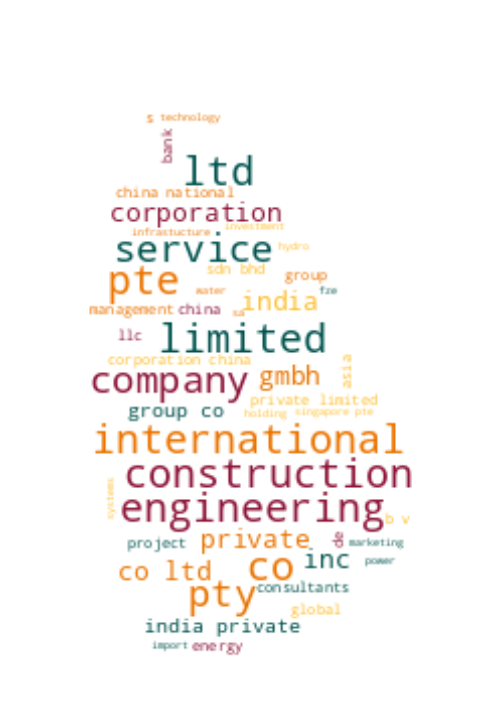 s technology
bank
ltd
china national
corporation
infrastucture investment
service hydro
sdn bhd
pte group
water fze
india
management china sa
llc limited
corporation china
company gmbh asia
private limited
group co holding singapore pte
international
construction
systems
engineering b v
project private de marketing
co inc power
co ltd
pty consultants
global
india private
import energy